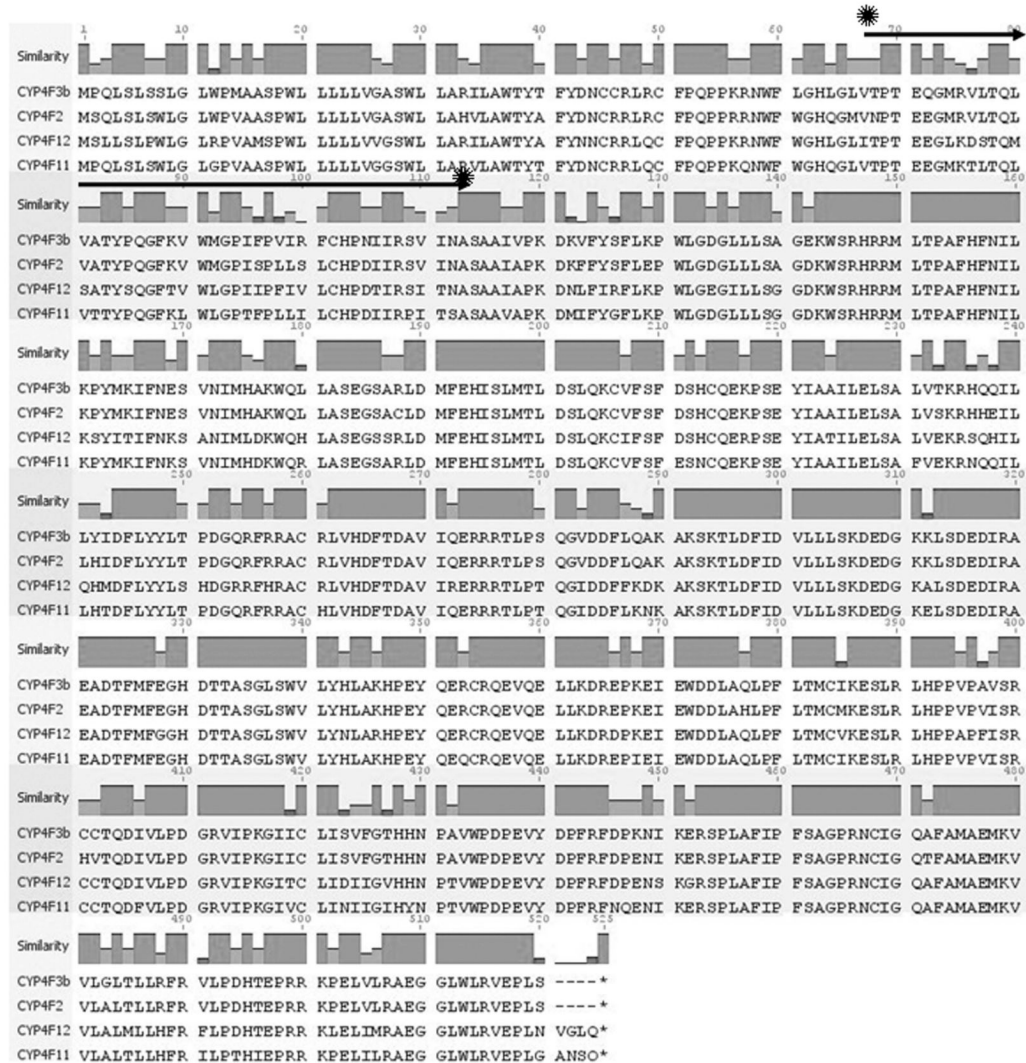 1 10 20 30 40 50 60 70 80
Similarity
CYP4F3b MPQLSLSSLG LWPMAASPWL LLLLVGASWL LARILAWTYT FYDNCCRLRC FPQPPKRNWF LGHLGLVTPT EQGMRVLTQL
CYP4F2 MSQLSLSWLG LWPVAASPWL LLLLVGASWL LAHVLAWTYA FYDNCRRLRC FPQPPRRNWF WGHQGMVNPT EEGMRVLTQL
CYP4F12 MSLLSLPWLG LRPVAMSPWL LLLLVVGSWL LARILAWTYA FYNNCRRLQC FPQPPKRNWF WGHLGLITPT EEGLKDSTQM
CYP4F11 MPQLSLSWLG LGPVAASPWL LLLLVGGSWL LARVLAWTYT FYDNCRRLQC FPQPPKQNWF WGHQGLVTPT EEGMKTLTQL
90 100 110 120 130 140 150 160
Similarity
CYP4F3b VATYPQGFKV WMGPIFPVIR FCHPNIIRSV INASAAIVPK DKVFYSFLKP WLGDGLLLSA GEKWSRHRRM LTPAFHFNIL
CYP4F2 VATYPQGFKV WMGPISPLLS LCHPDIIRSV INASAAIAPK DKFFYSFLEP WLGDGLLLSA GDKWSRHRRM LTPAFHFNIL
CYP4F12 SATYSQGFTV WLGPIIPFIV LCHPDTIRSI TNASAAIAPK DNLFIRFLKP WLGEGILLSG GDKWSRHRRM LTPAFHFNIL
CYP4F11 VTTYPQGFKL WLGPTFPLLI LCHPDIIRPI TSASAAVAPK DMIFYGFLKP WLGDGLLLSG GDKWSRHRRM LTPAFHFNIL
170 180 190 200 210 220 230 240
Similarity
CYP4F3b KPYMKIFNES VNIMHAKWQL LASEGSARLD MFEHISLMTL DSLQKCVFSF DSHCQEKPSE YIAAILELSA LVTKRHQQIL
CYP4F2 KPYMKIFNES VNIMHAKWQL LASEGSACLD MFEHISLMTL DSLQKCVFSF DSHCQEKPSE YIAAILELSA LVSKRHHEIL
CYP4F12 KSYITIFNKS ANIMLDKWQH LASEGSSRLD MFEHISLMTL DSLQKCIFSF DSHCQERPSE YIATILELSA LVEKRSQHIL
CYP4F11 KPYMKIFNKS VNIMHDKWQR LASEGSARLD MFEHISLMTL DSLQKCVFSF ESNCQEKPSE YIAAILELSA FVEKRNQQIL
250 260 270 280 290 300 310 320
Similarity
CYP4F3b LYIDFLYYLT PDGQRFRRAC RLVHDFTDAV IQERRRTLPS QGVDDFLQAK AKSKTLDFID VLLLSKDEDG KKLSDEDIRA
CYP4F2 LHIDFLYYLT PDGQRFRRAC RLVHDFTDAV IQERRRTLPS QGVDDFLQAK AKSKTLDFID VLLLSKDEDG KKLSDEDIRA
CYP4F12 QHMDFLYYLS HDGRRFHRAC RLVHDFTDAV IRERRRTLPT QGIDDFFKDK AKSKTLDFID VLLLSKDEDG KALSDEDIRA
CYP4F11 LHTDFLYYLT PDGQRFRRAC HLVHDFTDAV IQERRRTLPT QGIDDFLKNK AKSKTLDFID VLLLSKDEDG KELSDEDIRA
330 340 350 360 370 380 390 400
Similarity
CYP4F3b EADTFMFEGH DTTASGLSWV LYHLAKHPEY QERCRQEVQE LLKDREPKEI EWDDLAQLPF LTMCIKESLR LHPPVPAVSR
CYP4F2 EADTFMFEGH DTTASGLSWV LYHLAKHPEY QERCRQEVQE LLKDREPKEI EWDDLAHLPF LTMCMKESLR LHPPVPVISR
CYP4F12 EADTFMFGGH DTTASGLSWV LYNLARHPEY QERCRQEVQE LLKDRDPKEI EWDDLAQLPF LTMCVKESLR LHPPAPFISR
CYP4F11 EADTFMFEGH DTTASGLSWV LYHLAKHPEY QEQCRQEVQE LLKDREPIEI EWDDLAQLPF LTMCIKESLR LHPPVPVISR
410 420 430 440 450 460 470 480
Similarity
CYP4F3b CCTQDIVLPD GRVIPKGIIC LISVFGTHHN PAVWPDPEVY DPFRFDPKNI KERSPLAFIP FSAGPRNCIG QAFAMAEMKV
CYP4F2 HVTQDIVLPD GRVIPKGIIC LISVFGTHHN PAVWPDPEVY DPFRFDPENI KERSPLAFIP FSAGPRNCIG QTFAMAEMKV
CYP4F12 CCTQDIVLPD GRVIPKGITC LIDIIGVHHN PTVWPDPEVY DPFRFDPENS KGRSPLAFIP FSAGPRNCIG QAFAMAEMKV
CYP4F11 CCTQDFVLPD GRVIPKGIVC LINIIGIHYN PTVWPDPEVY DPFRFNQENI KERSPLAFIP FSAGPRNCIG QAFAMAEMKV
490 500 510 520 525
Similarity
CYP4F3b VLGLTLLRFR VLPDHTEPRR KPELVLRAEG GLWLRVEPLS ----*
CYP4F2 VLALTLLRFR VLPDHTEPRR KPELVLRAEG GLWLRVEPLS ----*
CYP4F12 VLALMLLHFR FLPDHTEPRR KLELIMRAEG GLWLRVEPLN VGLQ*
CYP4F11 VLALTLLHFR ILPTHIEPRR KPELILRAEG GLWLRVEPLG ANSQ*